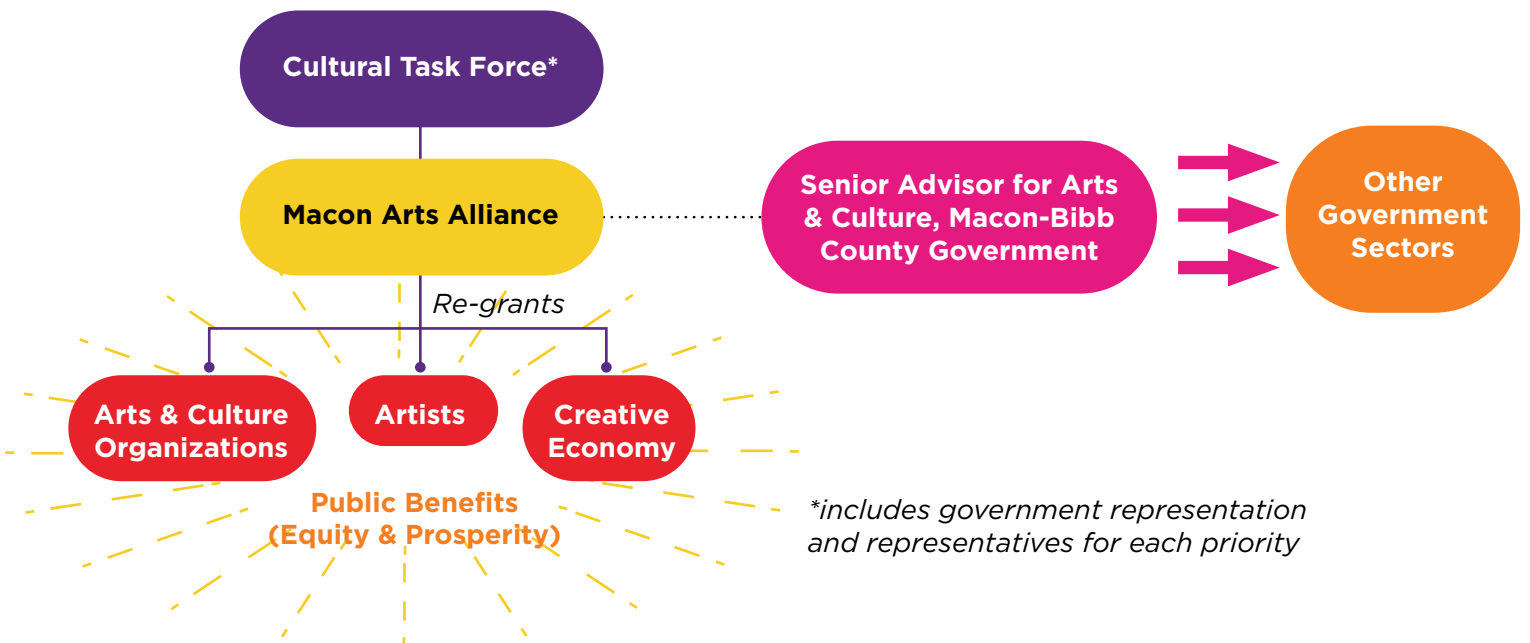 Cultural Task Force*
Macon Arts Alliance
Senior Advisor for Arts
& Culture, Macon-Bibb
County Government
Other
Government
Sectors
Re-grants
Arts & Culture
Organizations
Artists
Creative
Economy
Public Benefits
(Equity & Prosperity)
*includes government representation
and representatives for each priority